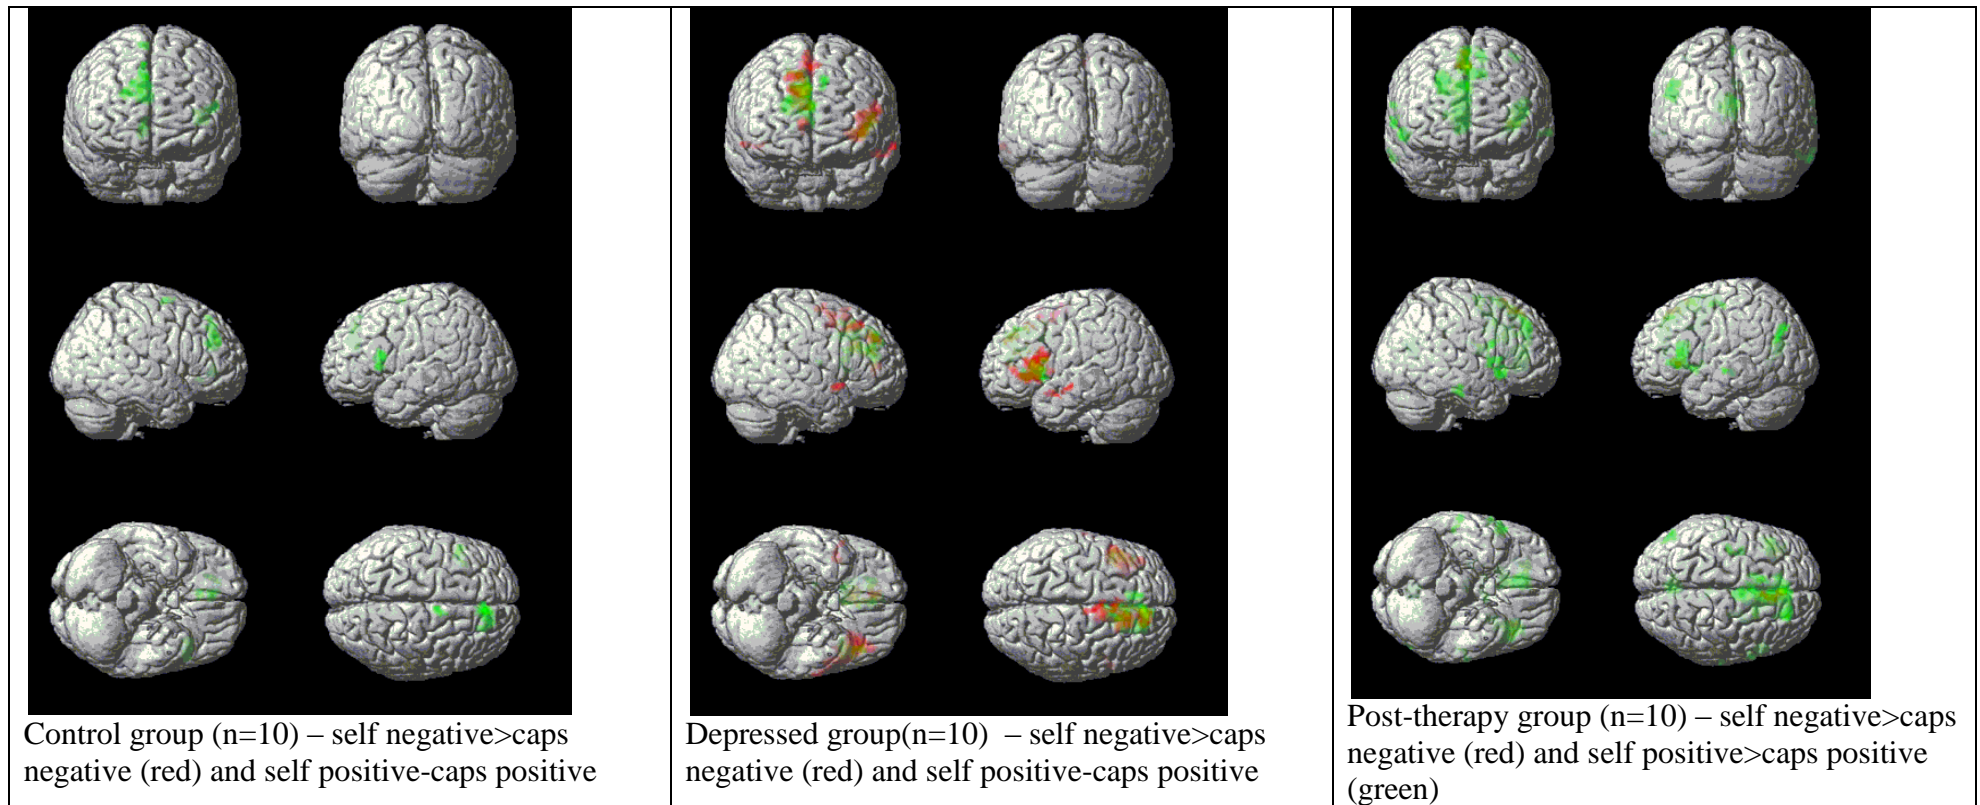 Control group (n=10) – self negative>caps
negative (red) and self positive-caps positive
Depressed group(n=10)  – self negative>caps
negative (red) and self positive-caps positive
Post-therapy group (n=10) – self negative>caps
negative (red) and self positive>caps positive
(green)